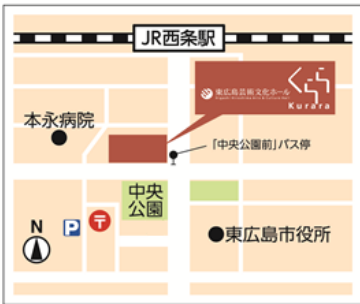 JR西条駅
東広島芸術文化ホール
くらら
Kurara
本永病院
「中央公園前」バス停
中央
公園
N
P
〒
東広島市役所